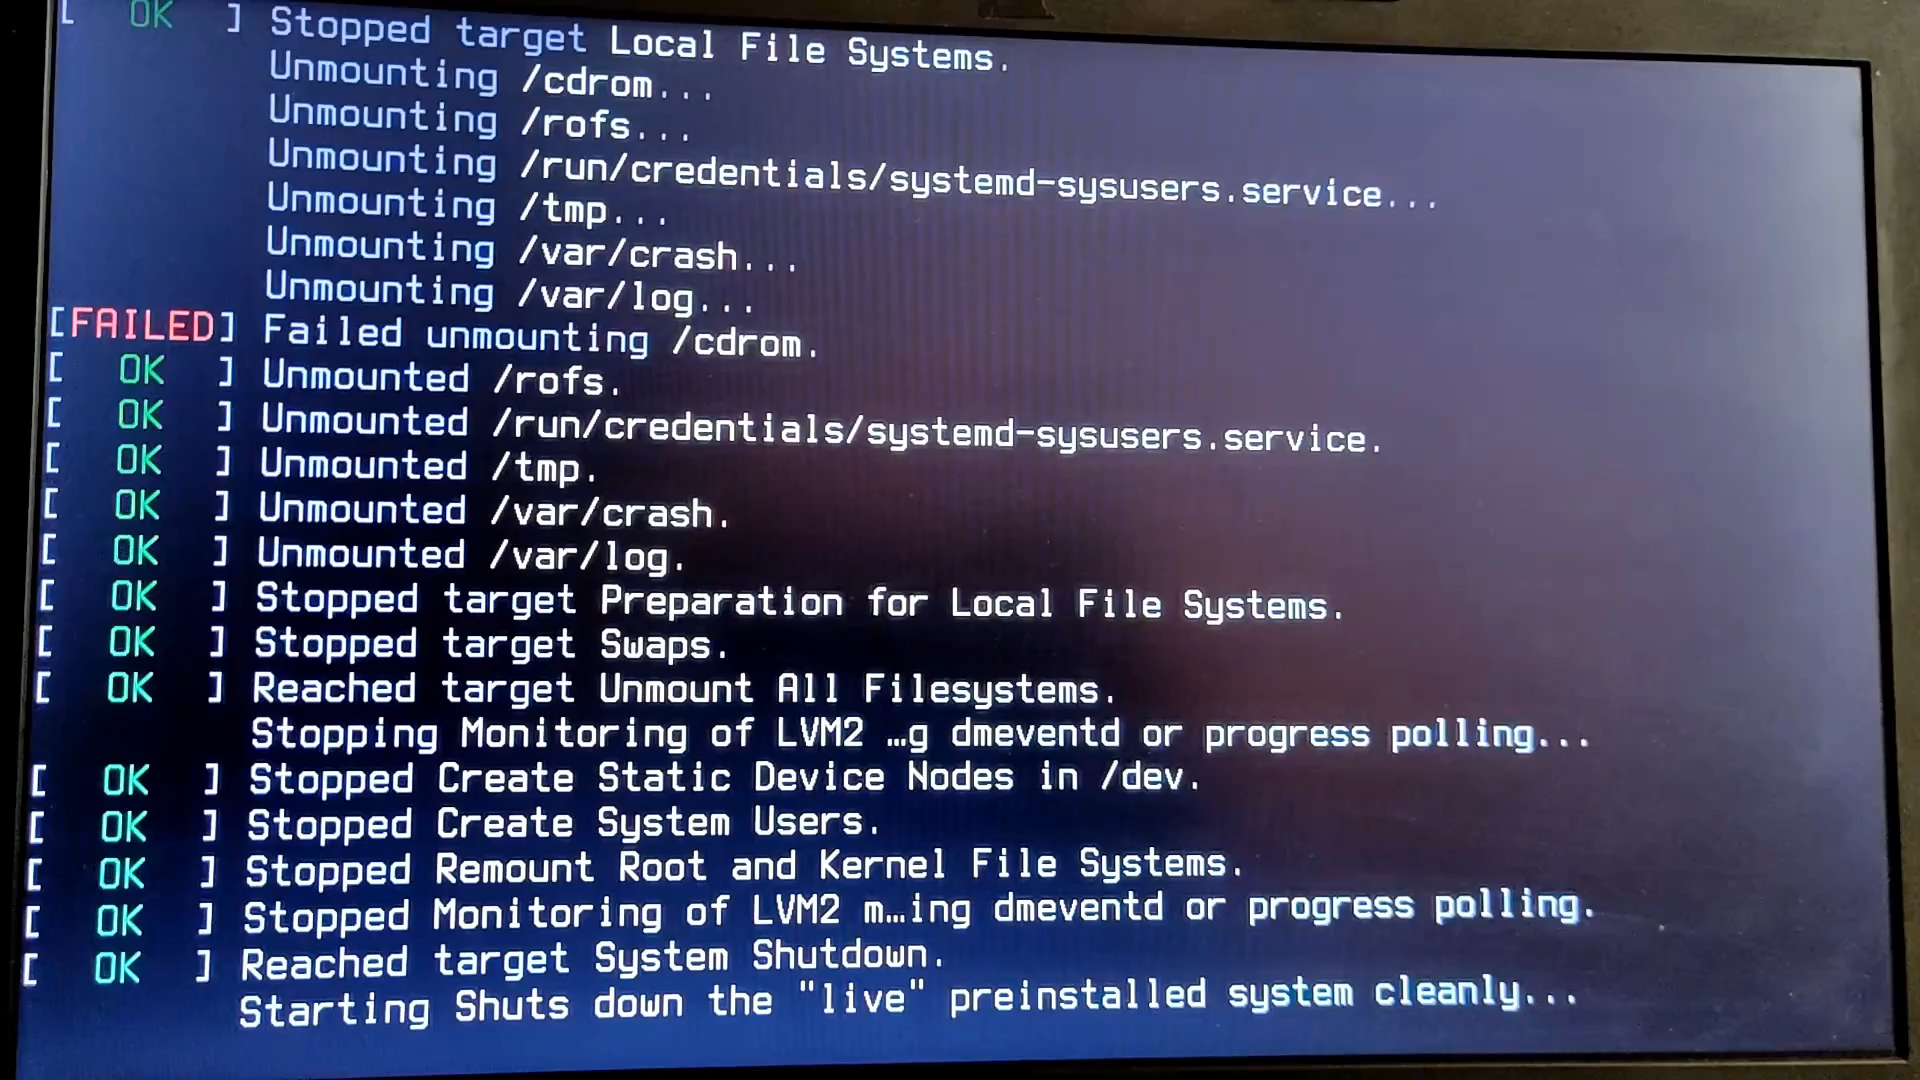 [ OK ] Stopped target Local File Systems.
Unmounting /cdrom...
Unmounting /rofs...
Unmounting /run/credentials/systemd-sysusers.service...
Unmounting /tmp...
Unmounting /var/crash...
Unmounting /var/log...
[FAILED] Failed unmounting /cdrom.
[ OK ] Unmounted /rofs.
[ OK ] Unmounted /run/credentials/systemd-sysusers.service.
[ OK ] Unmounted /tmp.
[ OK ] Unmounted /var/crash.
[ OK ] Unmounted /var/log.
[ OK ] Stopped target Preparation for Local File Systems.
[ OK ] Stopped target Swaps.
[ OK ] Reached target Unmount All Filesystems.
Stopping Monitoring of LVM2 …g dmeventd or progress polling...
[ OK ] Stopped Create Static Device Nodes in /dev.
[ OK ] Stopped Create System Users.
[ OK ] Stopped Remount Root and Kernel File Systems.
[ OK ] Stopped Monitoring of LVM2 m…ing dmeventd or progress polling.
[ OK ] Reached target System Shutdown.
Starting Shuts down the "live" preinstalled system cleanly...